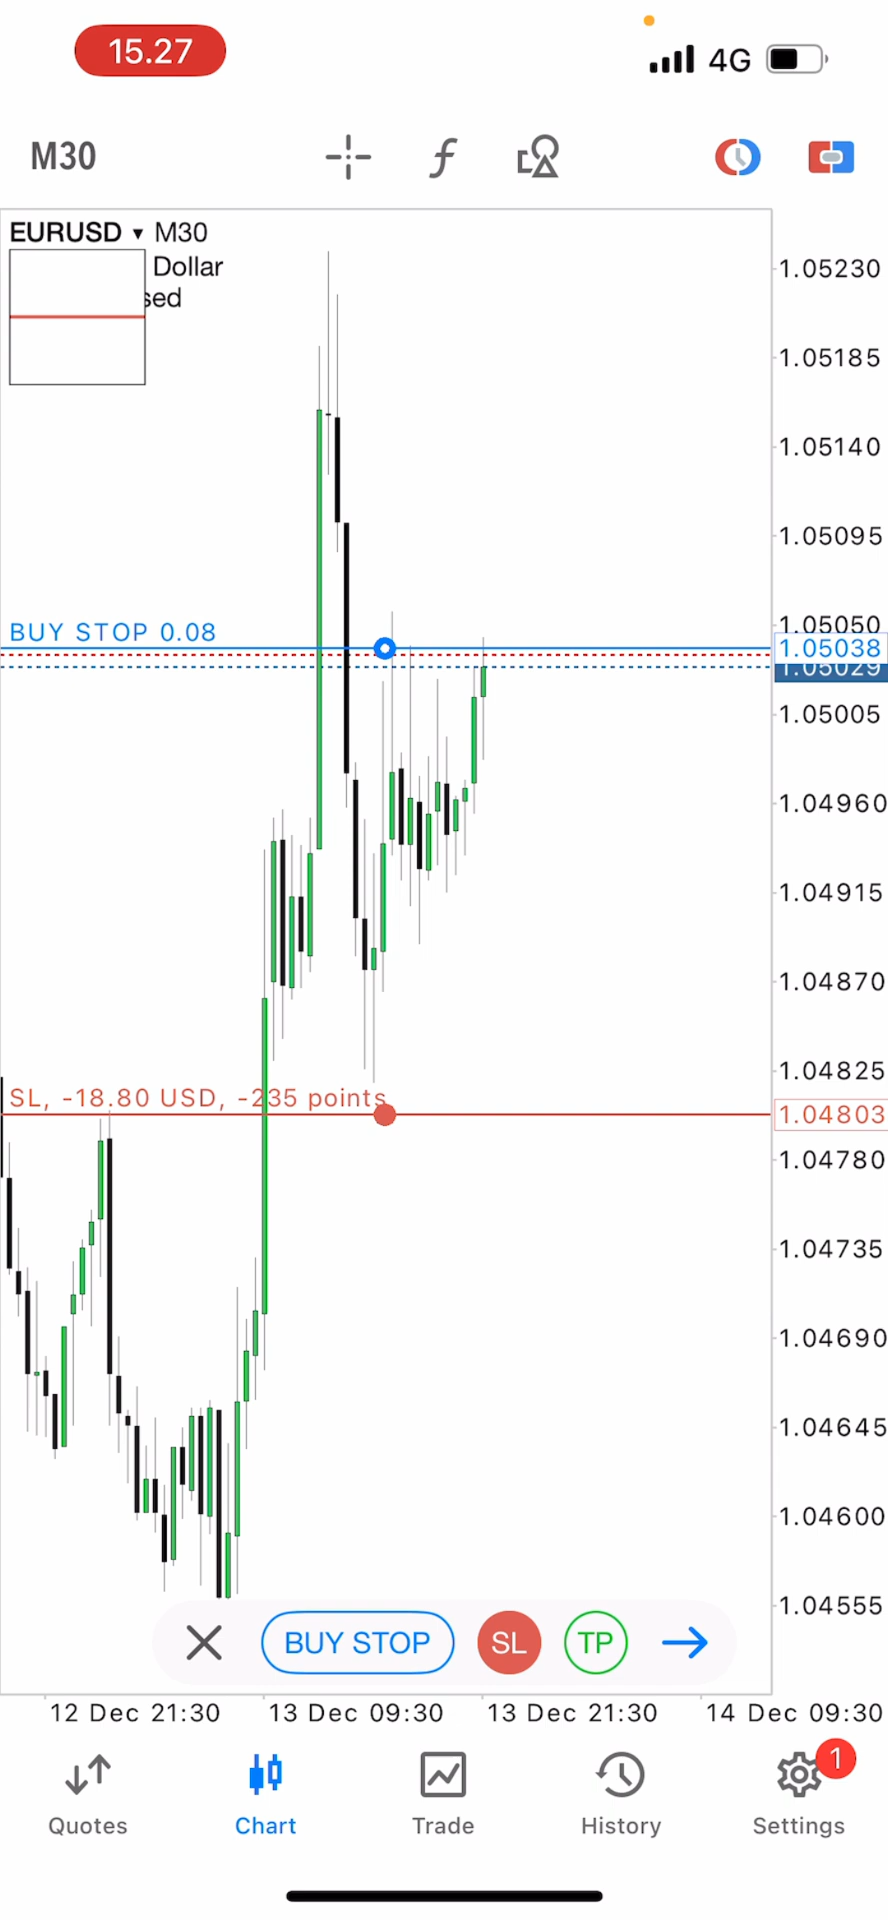 15.27
4G
M30
EURUSD ▾ M30
Dollar
sed
1.05230
1.05185
1.05140
1.05095
1.05050
BUY STOP 0.08
1.05038
1.05029
1.05005
1.04960
1.04915
1.04870
1.04825
SL, -18.80 USD, -235 points
1.04803
1.04780
1.04735
1.04690
1.04645
1.04600
1.04555
BUY STOP
SL
TP
12 Dec 21:30
13 Dec 09:30
13 Dec 21:30
14 Dec 09:30
1
Quotes
Chart
Trade
History
Settings